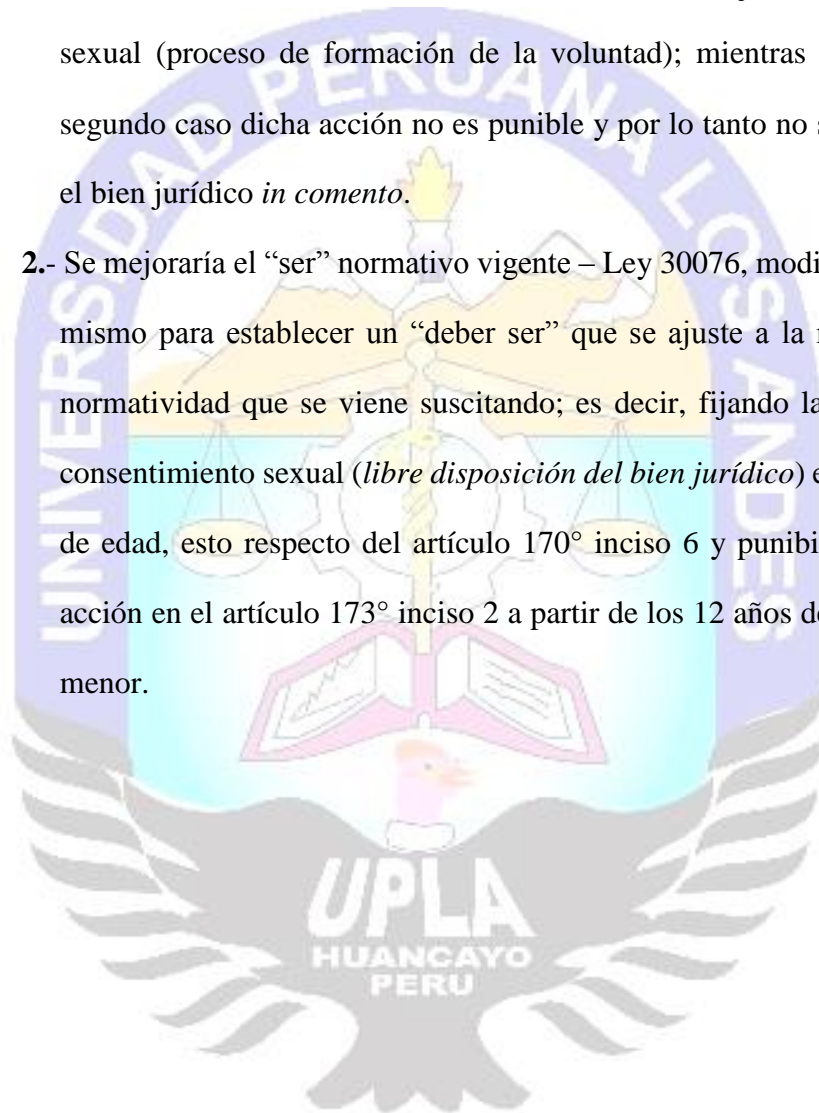 sexual (proceso de formación de la voluntad); mientras
segundo caso dicha acción no es punible y por lo tanto no
el bien jurídico in comento.
2.- Se mejoraría el “ser” normativo vigente – Ley 30076,
mismo para establecer un “deber ser” que se ajuste a la
normatividad que se viene suscitando; es decir, fijando
consentimiento sexual (libre disposición del bien jurídico)
de edad, esto respecto del artículo 170° inciso 6 y
acción en el artículo 173° inciso 2 a partir de los 12 años
menor.
UNIVERSIDAD PERUANA LOS ANDES
UPLA
HUANCAYO
PERU